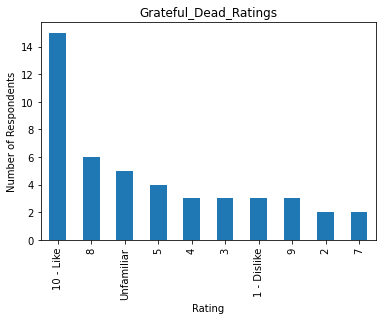 Grateful_Dead_Ratings
Number of Respondents
14
12
10
8
6
4
2
0
10 - Like
8
Unfamiliar
5
4
3
1 - Dislike
9
2
7
Rating